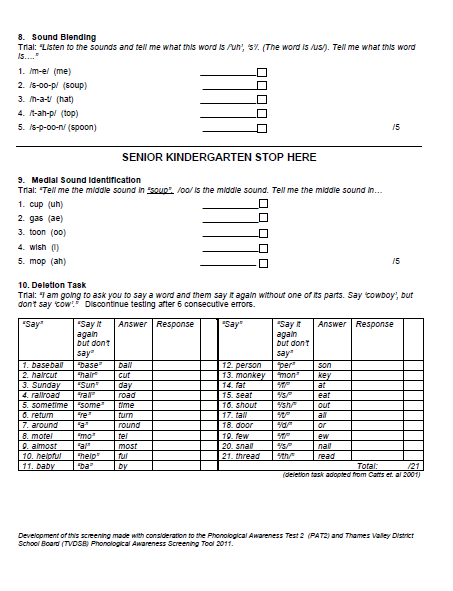 8. Sound Blending
Trial: "Listen to the sounds and tell me what this word is /'uh', 's'/. (The word is /us/). Tell me what this word
is…."
1. /m-e/ (me)
2. /s-oo-p/ (soup)
3. /h-a-t/ (hat)
4. /t-ah-p/ (top)
5. /s-p-oo-n/ (spoon) /5
SENIOR KINDERGARTEN STOP HERE
9. Medial Sound Identification
Trial: "Tell me the middle sound in "soup". /oo/ is the middle sound. Tell me the middle sound in…
1. cup (uh)
2. gas (ae)
3. toon (oo)
4. wish (i)
5. mop (ah) /5
10. Deletion Task
Trial: "I am going to ask you to say a word and them say it again without one of its parts. Say 'cowboy', but
don't say 'cow'." Discontinue testing after 6 consecutive errors.
"Say" "Say it again but don't say" Answer Response "Say" "Say it again but don't say" Answer Response
1. baseball "base" ball 12. person "per" son
2. haircut "hair" cut 13. monkey "mon" key
3. Sunday "Sun" day 14. fat "/f/" at
4. railroad "rail" road 15. seat "/s/" eat
5. sometime "some" time 16. shout "/sh/" out
6. return "re" turn 17. tall "/t/" all
7. around "a" round 18. door "/d/" or
8. motel "mo" tel 19. few "/f/" ew
9. almost "al" most 20. snail "/s/" nail
10. helpful "help" ful 21. thread "/th/" read
11. baby "ba" by Total: /21
(deletion task adopted from Catts et. al 2001)
Development of this screening made with consideration to the Phonological Awareness Test 2 (PAT2) and Thames Valley District
School Board (TVDSB) Phonological Awareness Screening Tool 2011.